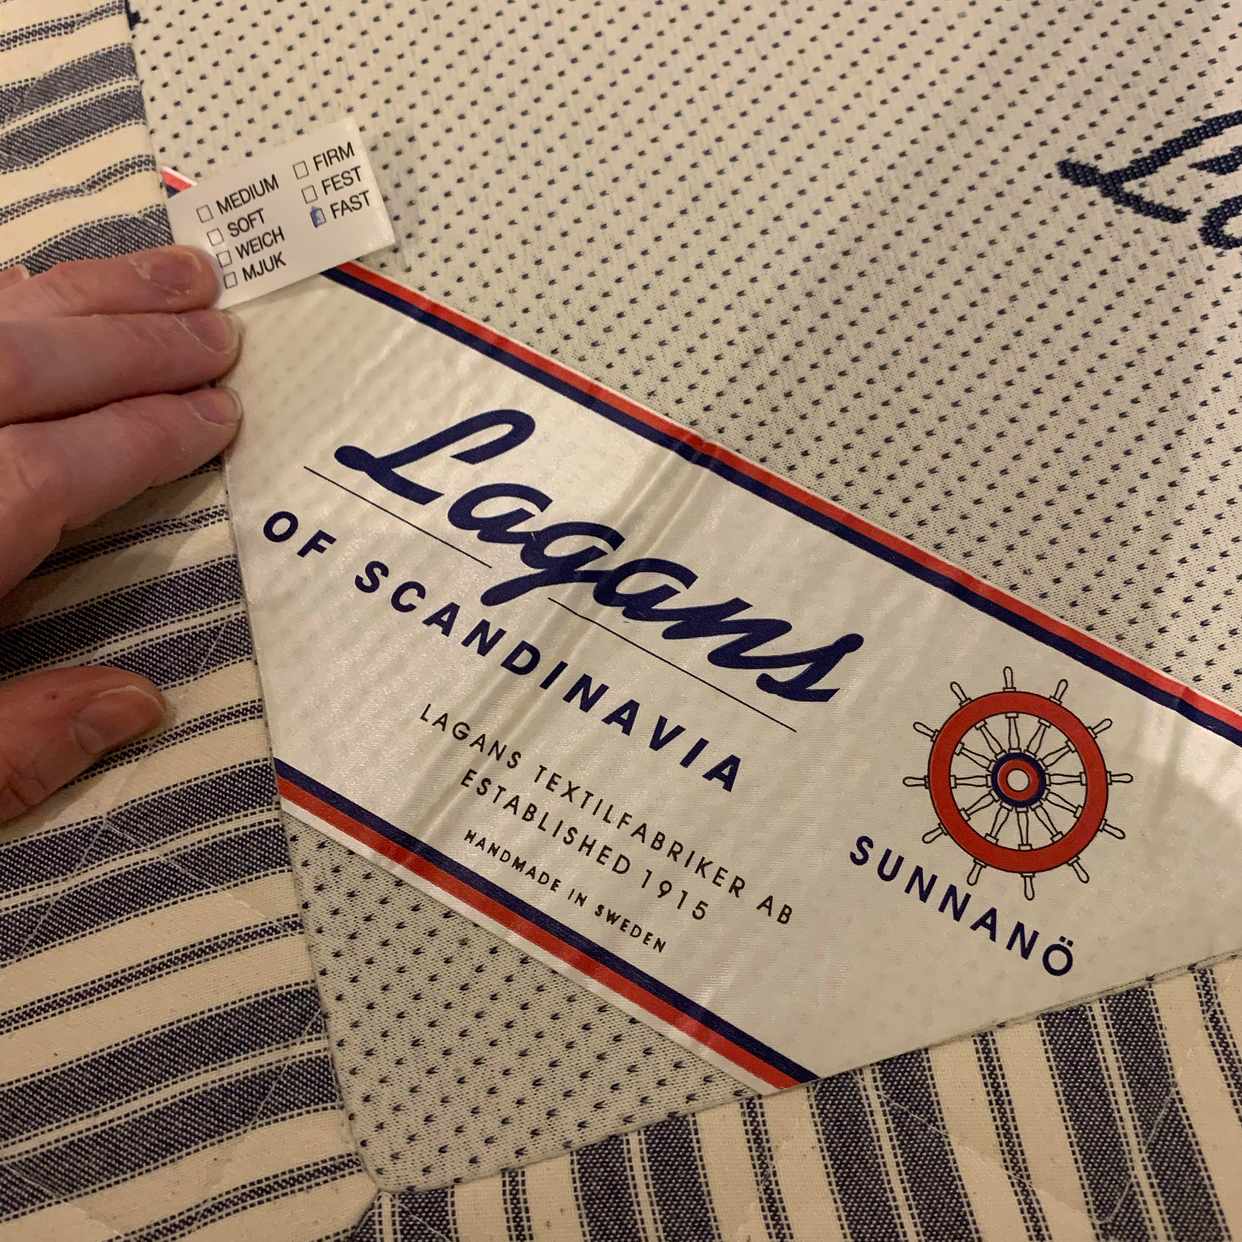 ☐ MEDIUM
☐ SOFT
☐ WEICH
☐ MJUK
☐ FIRM
☐ FEST
☐ FAST
Lagans
OF SCANDINAVIA
LAGANS TEXTILFABRIKER AB
ESTABLISHED 1915
HANDMADE IN SWEDEN
SUNNANÖ